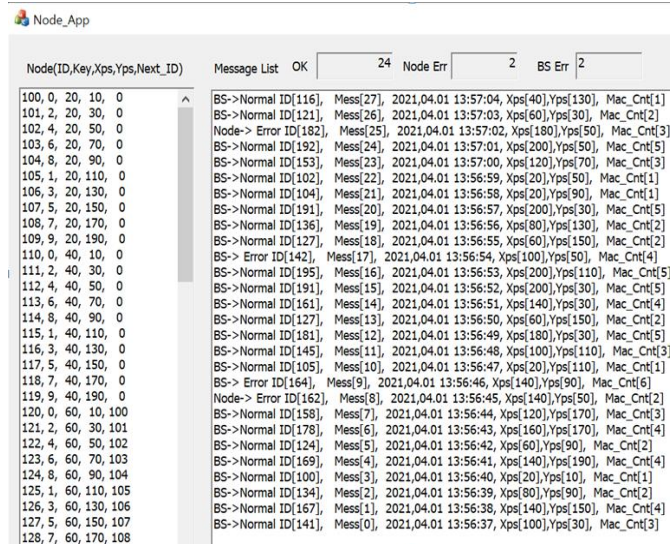 Node_App
Node(ID,Key,Xps,Yps,Next_ID)
100, 0, 20, 10, 0
101, 2, 20, 30, 0
102, 4, 20, 50, 0
103, 6, 20, 70, 0
104, 8, 20, 90, 0
105, 1, 20, 110, 0
106, 3, 20, 130, 0
107, 5, 20, 150, 0
108, 7, 20, 170, 0
109, 9, 20, 190, 0
110, 0, 40, 10, 0
111, 2, 40, 30, 0
112, 4, 40, 50, 0
113, 6, 40, 70, 0
114, 8, 40, 90, 0
115, 1, 40, 110, 0
116, 3, 40, 130, 0
117, 5, 40, 150, 0
118, 7, 40, 170, 0
119, 9, 40, 190, 0
120, 0, 60, 10, 100
121, 2, 60, 30, 101
122, 4, 60, 50, 102
123, 6, 60, 70, 103
124, 8, 60, 90, 104
125, 1, 60, 110, 105
126, 3, 60, 130, 106
127, 5, 60, 150, 107
128, 7, 60, 170, 108
Message List OK 24 Node Err 2 BS Err 2
BS->Normal ID[116], Mess[27], 2021,04.01 13:57:04, Xps[40],Yps[130], Mac_Cnt[1]
BS->Normal ID[121], Mess[26], 2021,04.01 13:57:03, Xps[60],Yps[30], Mac_Cnt[2]
Node-> Error ID[182], Mess[25], 2021,04.01 13:57:02, Xps[180],Yps[50], Mac_Cnt[3]
BS->Normal ID[192], Mess[24], 2021,04.01 13:57:01, Xps[200],Yps[50], Mac_Cnt[5]
BS->Normal ID[153], Mess[23], 2021,04.01 13:57:00, Xps[120],Yps[70], Mac_Cnt[3]
BS->Normal ID[102], Mess[22], 2021,04.01 13:56:59, Xps[20],Yps[50], Mac_Cnt[1]
BS->Normal ID[104], Mess[21], 2021,04.01 13:56:58, Xps[20],Yps[90], Mac_Cnt[1]
BS->Normal ID[191], Mess[20], 2021,04.01 13:56:57, Xps[200],Yps[30], Mac_Cnt[5]
BS->Normal ID[136], Mess[19], 2021,04.01 13:56:56, Xps[80],Yps[130], Mac_Cnt[2]
BS->Normal ID[127], Mess[18], 2021,04.01 13:56:55, Xps[60],Yps[150], Mac_Cnt[2]
BS-> Error ID[142], Mess[17], 2021,04.01 13:56:54, Xps[100],Yps[50], Mac_Cnt[4]
BS->Normal ID[195], Mess[16], 2021,04.01 13:56:53, Xps[200],Yps[110], Mac_Cnt[5]
BS->Normal ID[191], Mess[15], 2021,04.01 13:56:52, Xps[200],Yps[30], Mac_Cnt[5]
BS->Normal ID[161], Mess[14], 2021,04.01 13:56:51, Xps[140],Yps[30], Mac_Cnt[4]
BS->Normal ID[127], Mess[13], 2021,04.01 13:56:50, Xps[60],Yps[150], Mac_Cnt[2]
BS->Normal ID[181], Mess[12], 2021,04.01 13:56:49, Xps[180],Yps[30], Mac_Cnt[5]
BS->Normal ID[145], Mess[11], 2021,04.01 13:56:48, Xps[100],Yps[110], Mac_Cnt[3]
BS->Normal ID[105], Mess[10], 2021,04.01 13:56:47, Xps[20],Yps[110], Mac_Cnt[1]
BS-> Error ID[164], Mess[9], 2021,04.01 13:56:46, Xps[140],Yps[90], Mac_Cnt[6]
Node-> Error ID[162], Mess[8], 2021,04.01 13:56:45, Xps[140],Yps[50], Mac_Cnt[2]
BS->Normal ID[158], Mess[7], 2021,04.01 13:56:44, Xps[120],Yps[170], Mac_Cnt[3]
BS->Normal ID[178], Mess[6], 2021,04.01 13:56:43, Xps[160],Yps[170], Mac_Cnt[4]
BS->Normal ID[124], Mess[5], 2021,04.01 13:56:42, Xps[60],Yps[90], Mac_Cnt[2]
BS->Normal ID[169], Mess[4], 2021,04.01 13:56:41, Xps[140],Yps[190], Mac_Cnt[4]
BS->Normal ID[100], Mess[3], 2021,04.01 13:56:40, Xps[20],Yps[10], Mac_Cnt[1]
BS->Normal ID[134], Mess[2], 2021,04.01 13:56:39, Xps[80],Yps[90], Mac_Cnt[2]
BS->Normal ID[167], Mess[1], 2021,04.01 13:56:38, Xps[140],Yps[150], Mac_Cnt[4]
BS->Normal ID[141], Mess[0], 2021,04.01 13:56:37, Xps[100],Yps[30], Mac_Cnt[3]